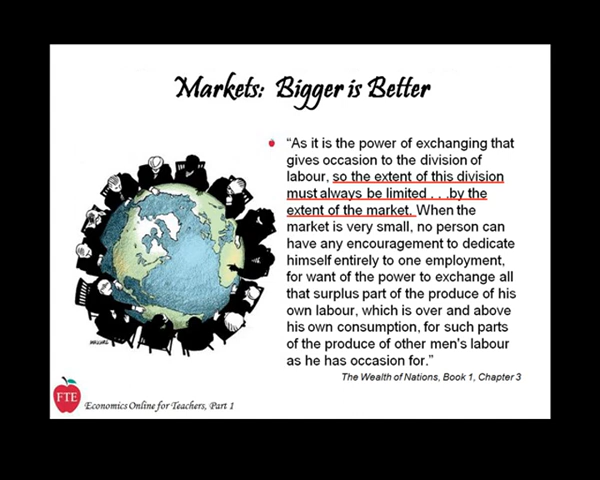 Markets: Bigger is Better
“As it is the power of exchanging that
gives occasion to the division of
labour, so the extent of this division
must always be limited . . .by the
extent of the market. When the
market is very small, no person can
have any encouragement to dedicate
himself entirely to one employment,
for want of the power to exchange all
that surplus part of the produce of his
own labour, which is over and above
his own consumption, for such parts
of the produce of other men's labour
as he has occasion for.”
The Wealth of Nations, Book 1, Chapter 3
FTE
Economics Online for Teachers, Part 1